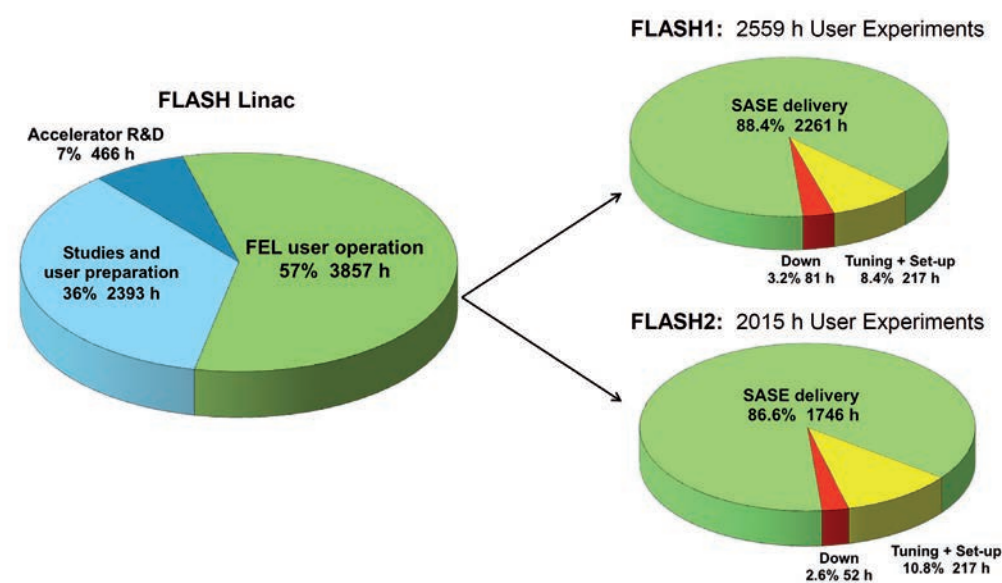 FLASH Linac
Accelerator R&D
7% 466 h
Studies and
user preparation
36% 2393 h
FEL user operation
57% 3857 h
FLASH1: 2559 h User Experiments
SASE delivery
88.4% 2261 h
Down
3.2% 81 h
Tuning + Set-up
8.4% 217 h
FLASH2: 2015 h User Experiments
SASE delivery
86.6% 1746 h
Down
2.6% 52 h
Tuning + Set-up
10.8% 217 h